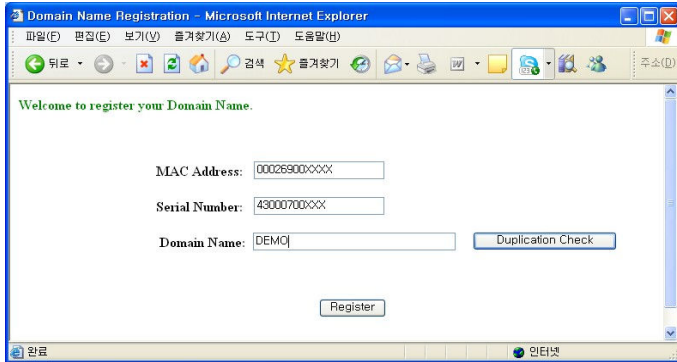 Domain Name Registration - Microsoft Internet Explorer
파일(F) 편집(E) 보기(V) 즐겨찾기(A) 도구(T) 도움말(H)
뒤로 검색 즐겨찾기 주소(D)
Welcome to register your Domain Name.
MAC Address: 00026900XXXX
Serial Number: 43000700XXX
Domain Name: DEMO Duplication Check
Register
완료 인터넷